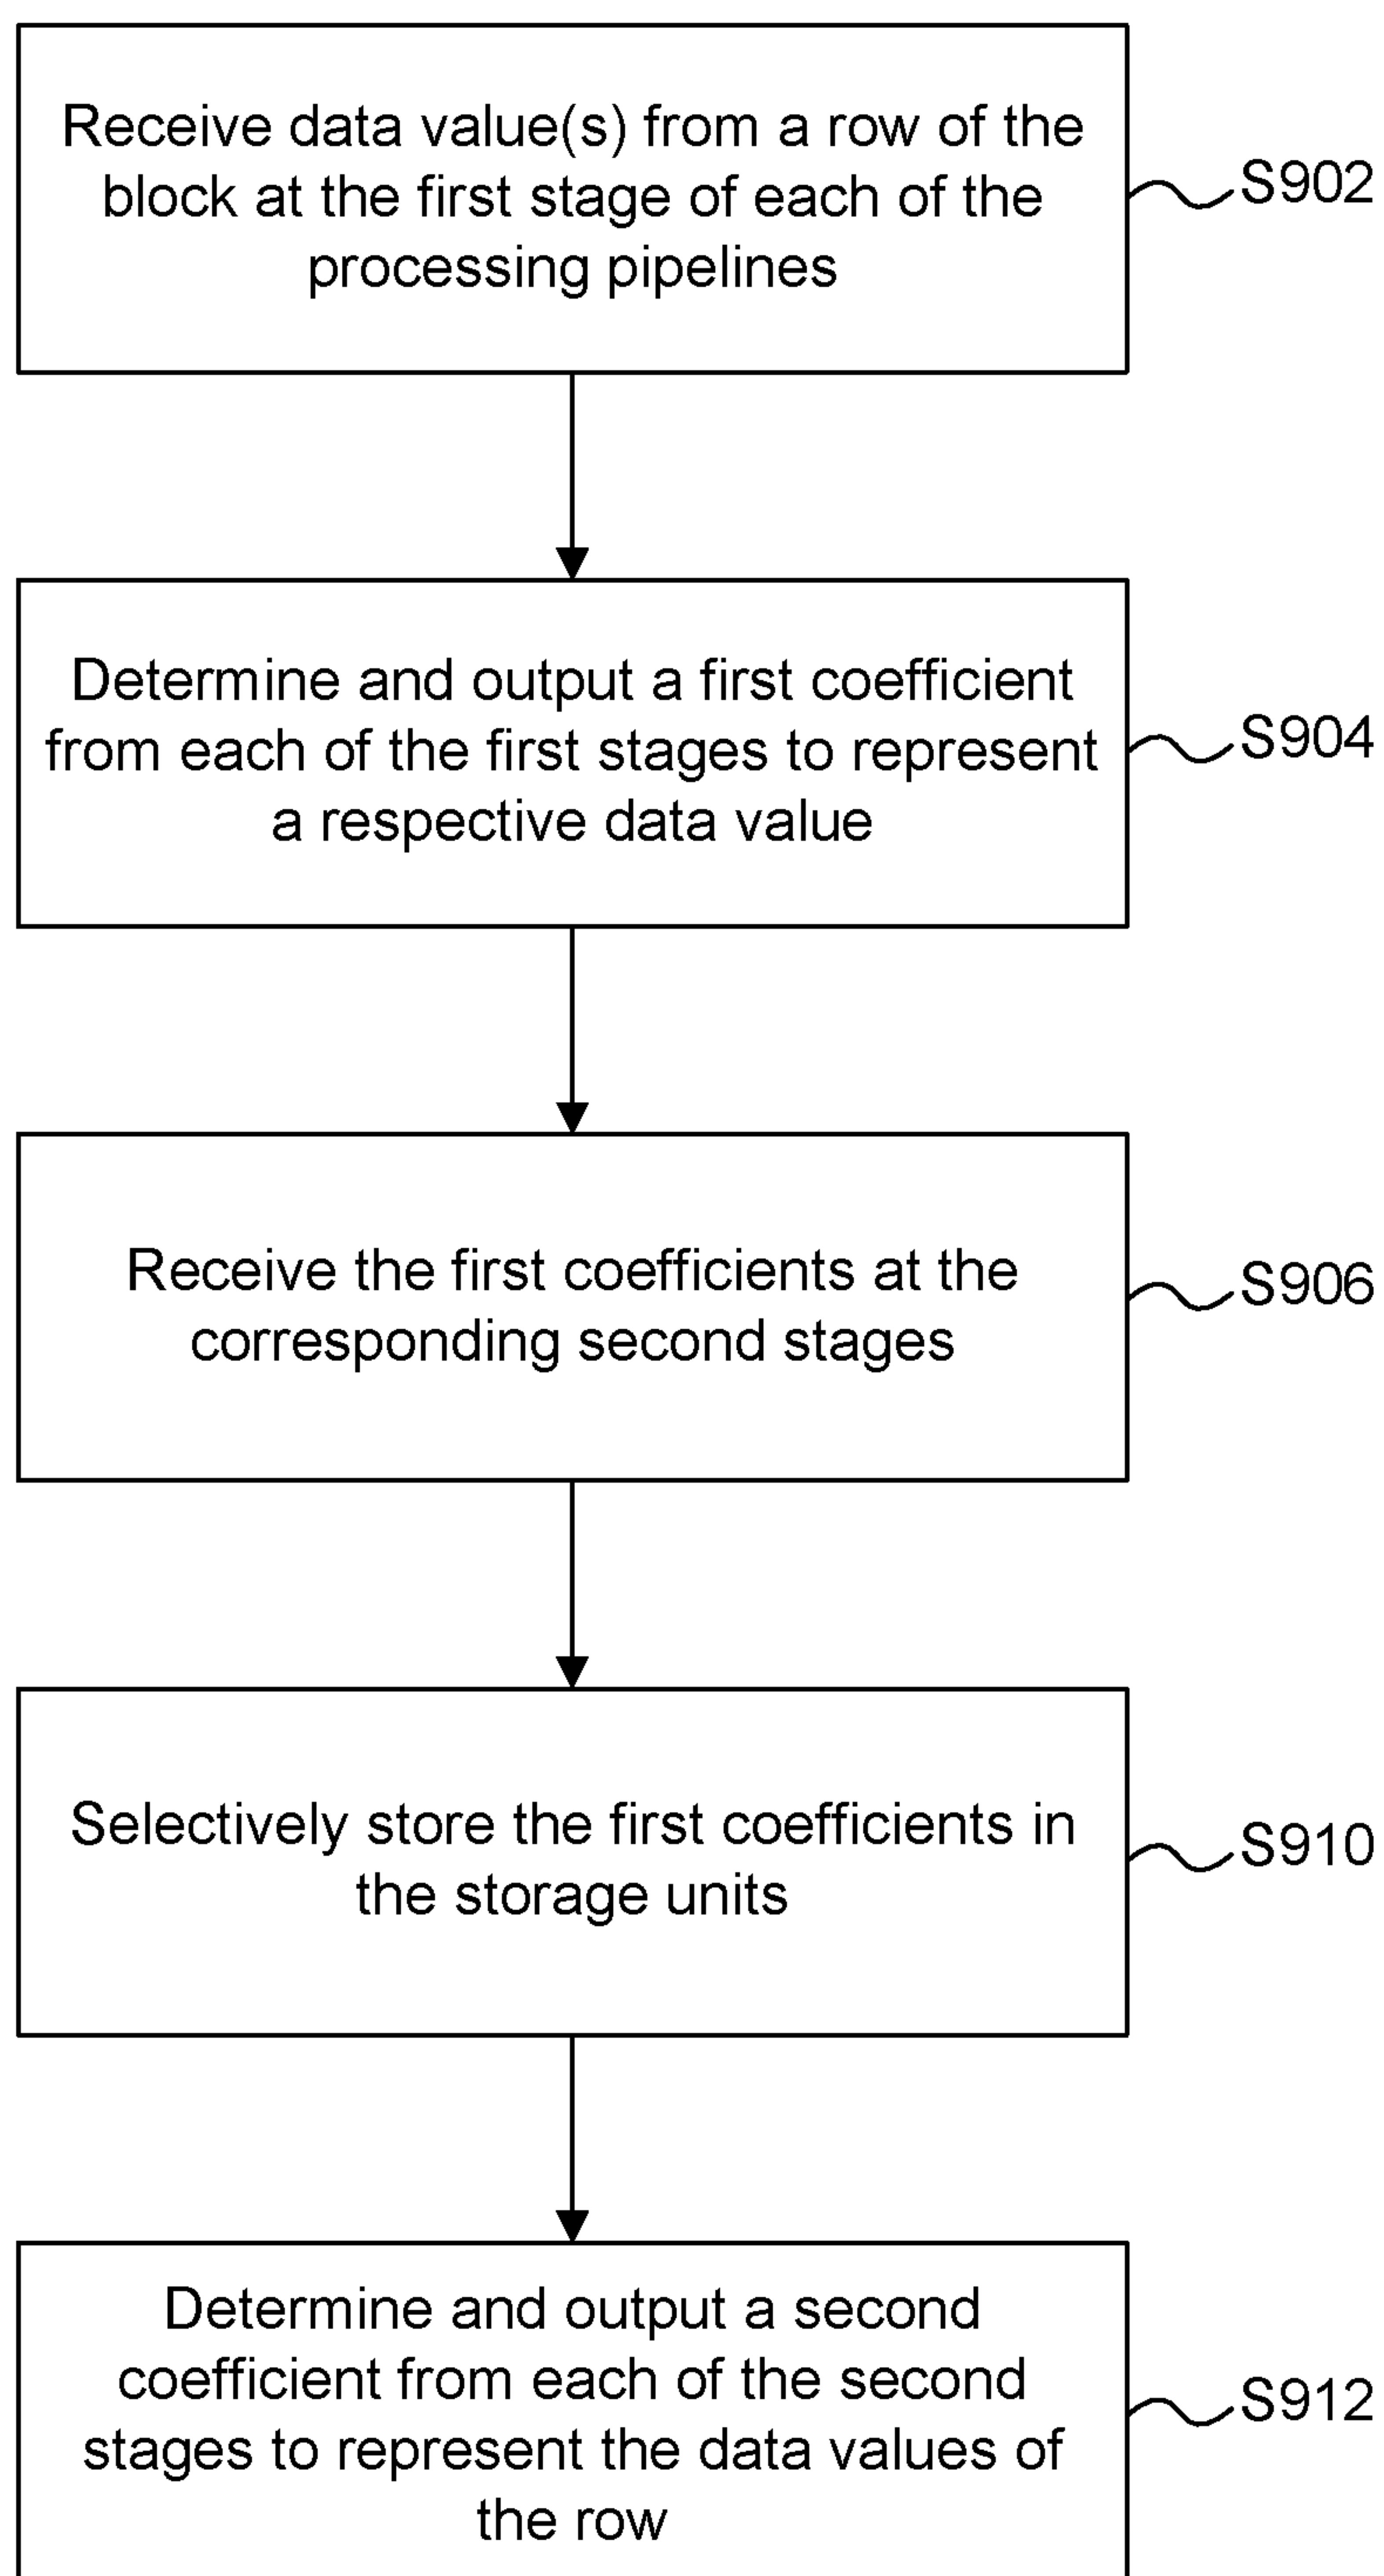 Receive data value(s) from a row of the
block at the first stage of each of the
processing pipelines
S902
Determine and output a first coefficient
from each of the first stages to represent
a respective data value
S904
Receive the first coefficients at the
corresponding second stages
S906
Selectively store the first coefficients in
the storage units
S910
Determine and output a second
coefficient from each of the second
stages to represent the data values of
the row
S912